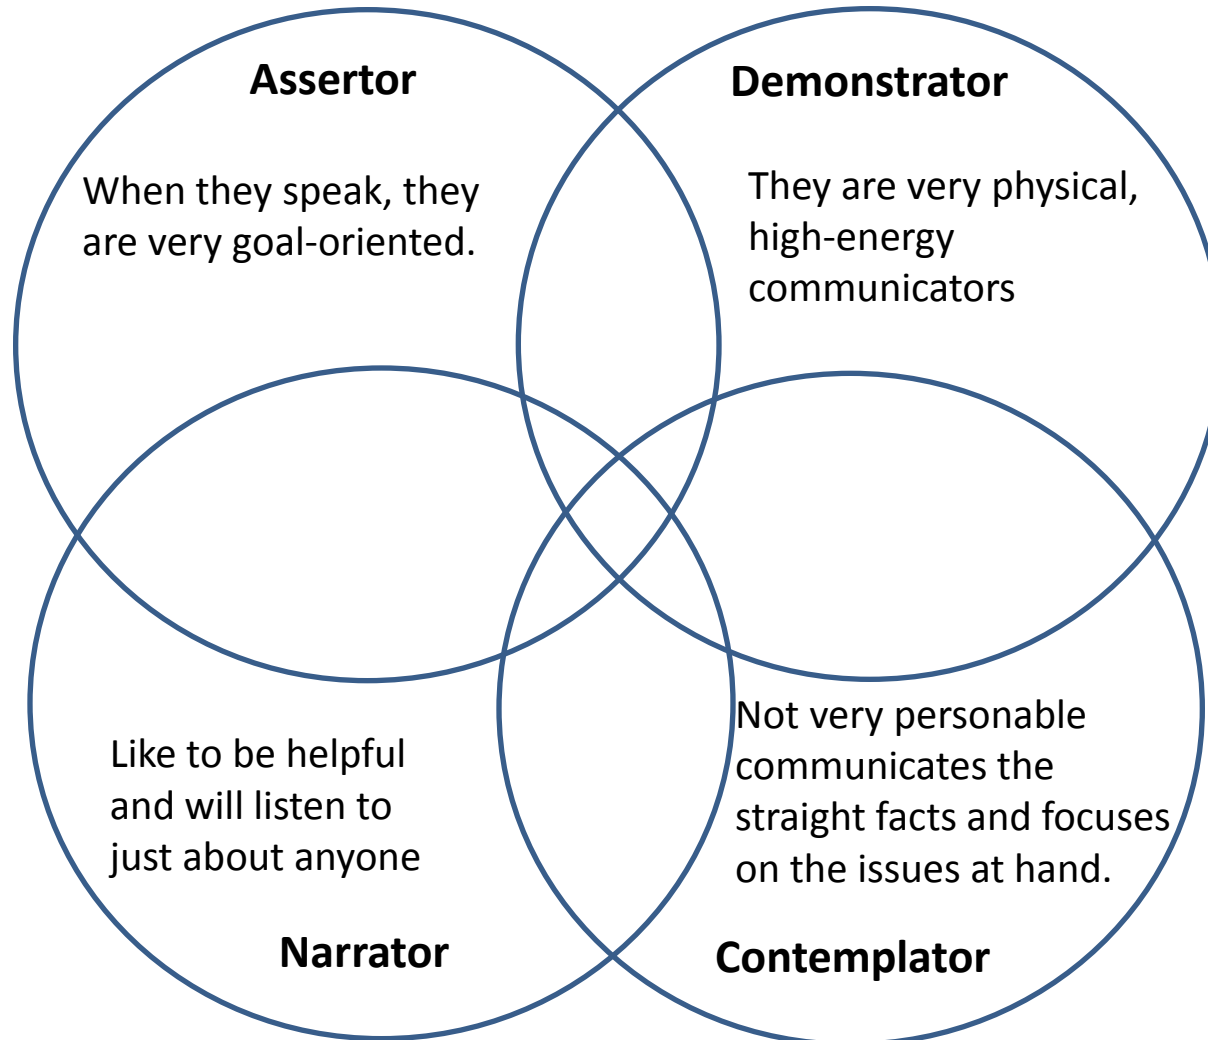 Assertor
When they speak, they
are very goal-oriented.
Demonstrator
They are very physical,
high-energy
communicators
Like to be helpful
and will listen to
just about anyone
Narrator
Not very personable
communicates the
straight facts and focuses
on the issues at hand.
Contemplator